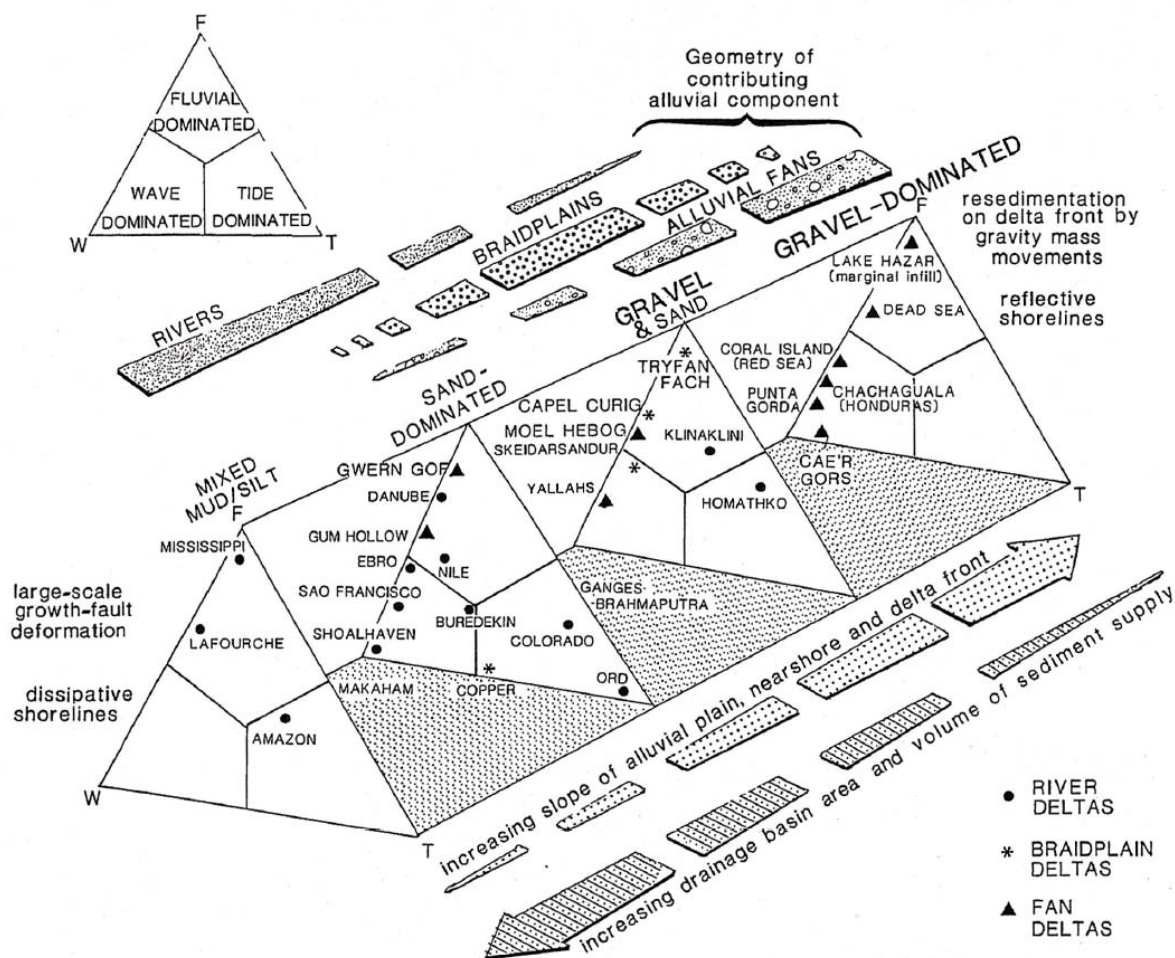 F
FLUVIAL
DOMINATED
WAVE
DOMINATED
TIDE
DOMINATED
W
T
Geometry of
contributing
alluvial component
RIVERS
BRAIDPLAINS
ALLUVIAL FANS
MIXED
MUD/SILT
SAND-
DOMINATED
GRAVEL
& SAND
GRAVEL-DOMINATED
resedimentation
on delta front by
gravity mass
movements
reflective
shorelines
F
LAKE HAZAR
(marginal infill)
DEAD SEA
CORAL ISLAND
(RED SEA)
PUNTA
GORDA
CHACHAGUALA
(HONDURAS)
CAE'R
GORS
T
TRYFAN
FACH
CAPEL CURIG
MOEL HEBOG
SKEIDARSANDUR
KLINAKLINI
YALLAHS
HOMATHKO
GWERN GOF
DANUBE
GUM HOLLOW
EBRO
NILE
SAO FRANCISCO
BUREDEKIN
SHOALHAVEN
COLORADO
GANGES
BRAHMAPUTRA
MAKAHAM
COPPER
ORD
F
MISSISSIPPI
LAFOURCHE
AMAZON
W
T
large-scale
growth-fault
deformation
dissipative
shorelines
increasing slope of alluvial plain, nearshore and delta front
increasing drainage basin area and volume of sediment supply
RIVER
DELTAS
BRAIDPLAIN
DELTAS
FAN
DELTAS